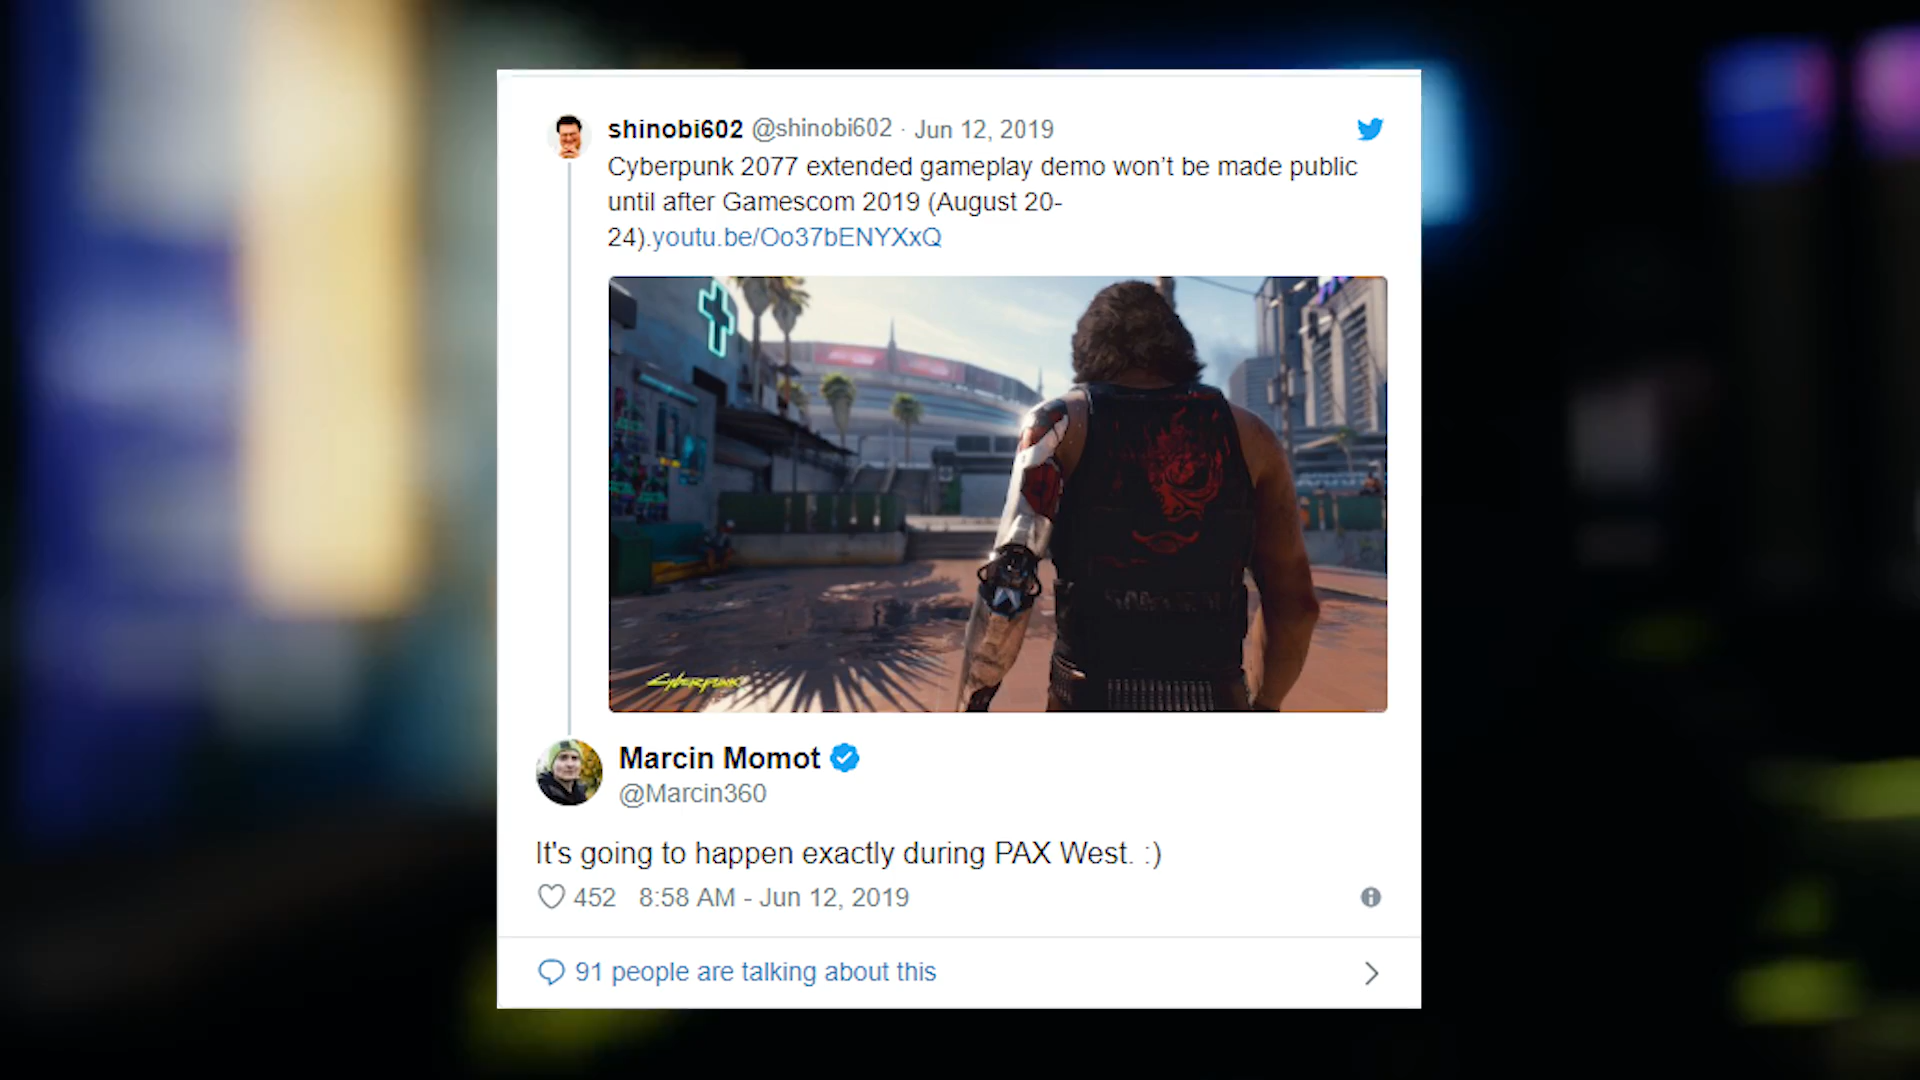 shinobi602 @shinobi602 · Jun 12, 2019
Cyberpunk 2077 extended gameplay demo won't be made public
until after Gamescom 2019 (August 20-
24).youtu.be/Oo37bENYXxQ
Cyberpunk
Marcin Momot
@Marcin360
It's going to happen exactly during PAX West. :)
452 8:58 AM - Jun 12, 2019
91 people are talking about this